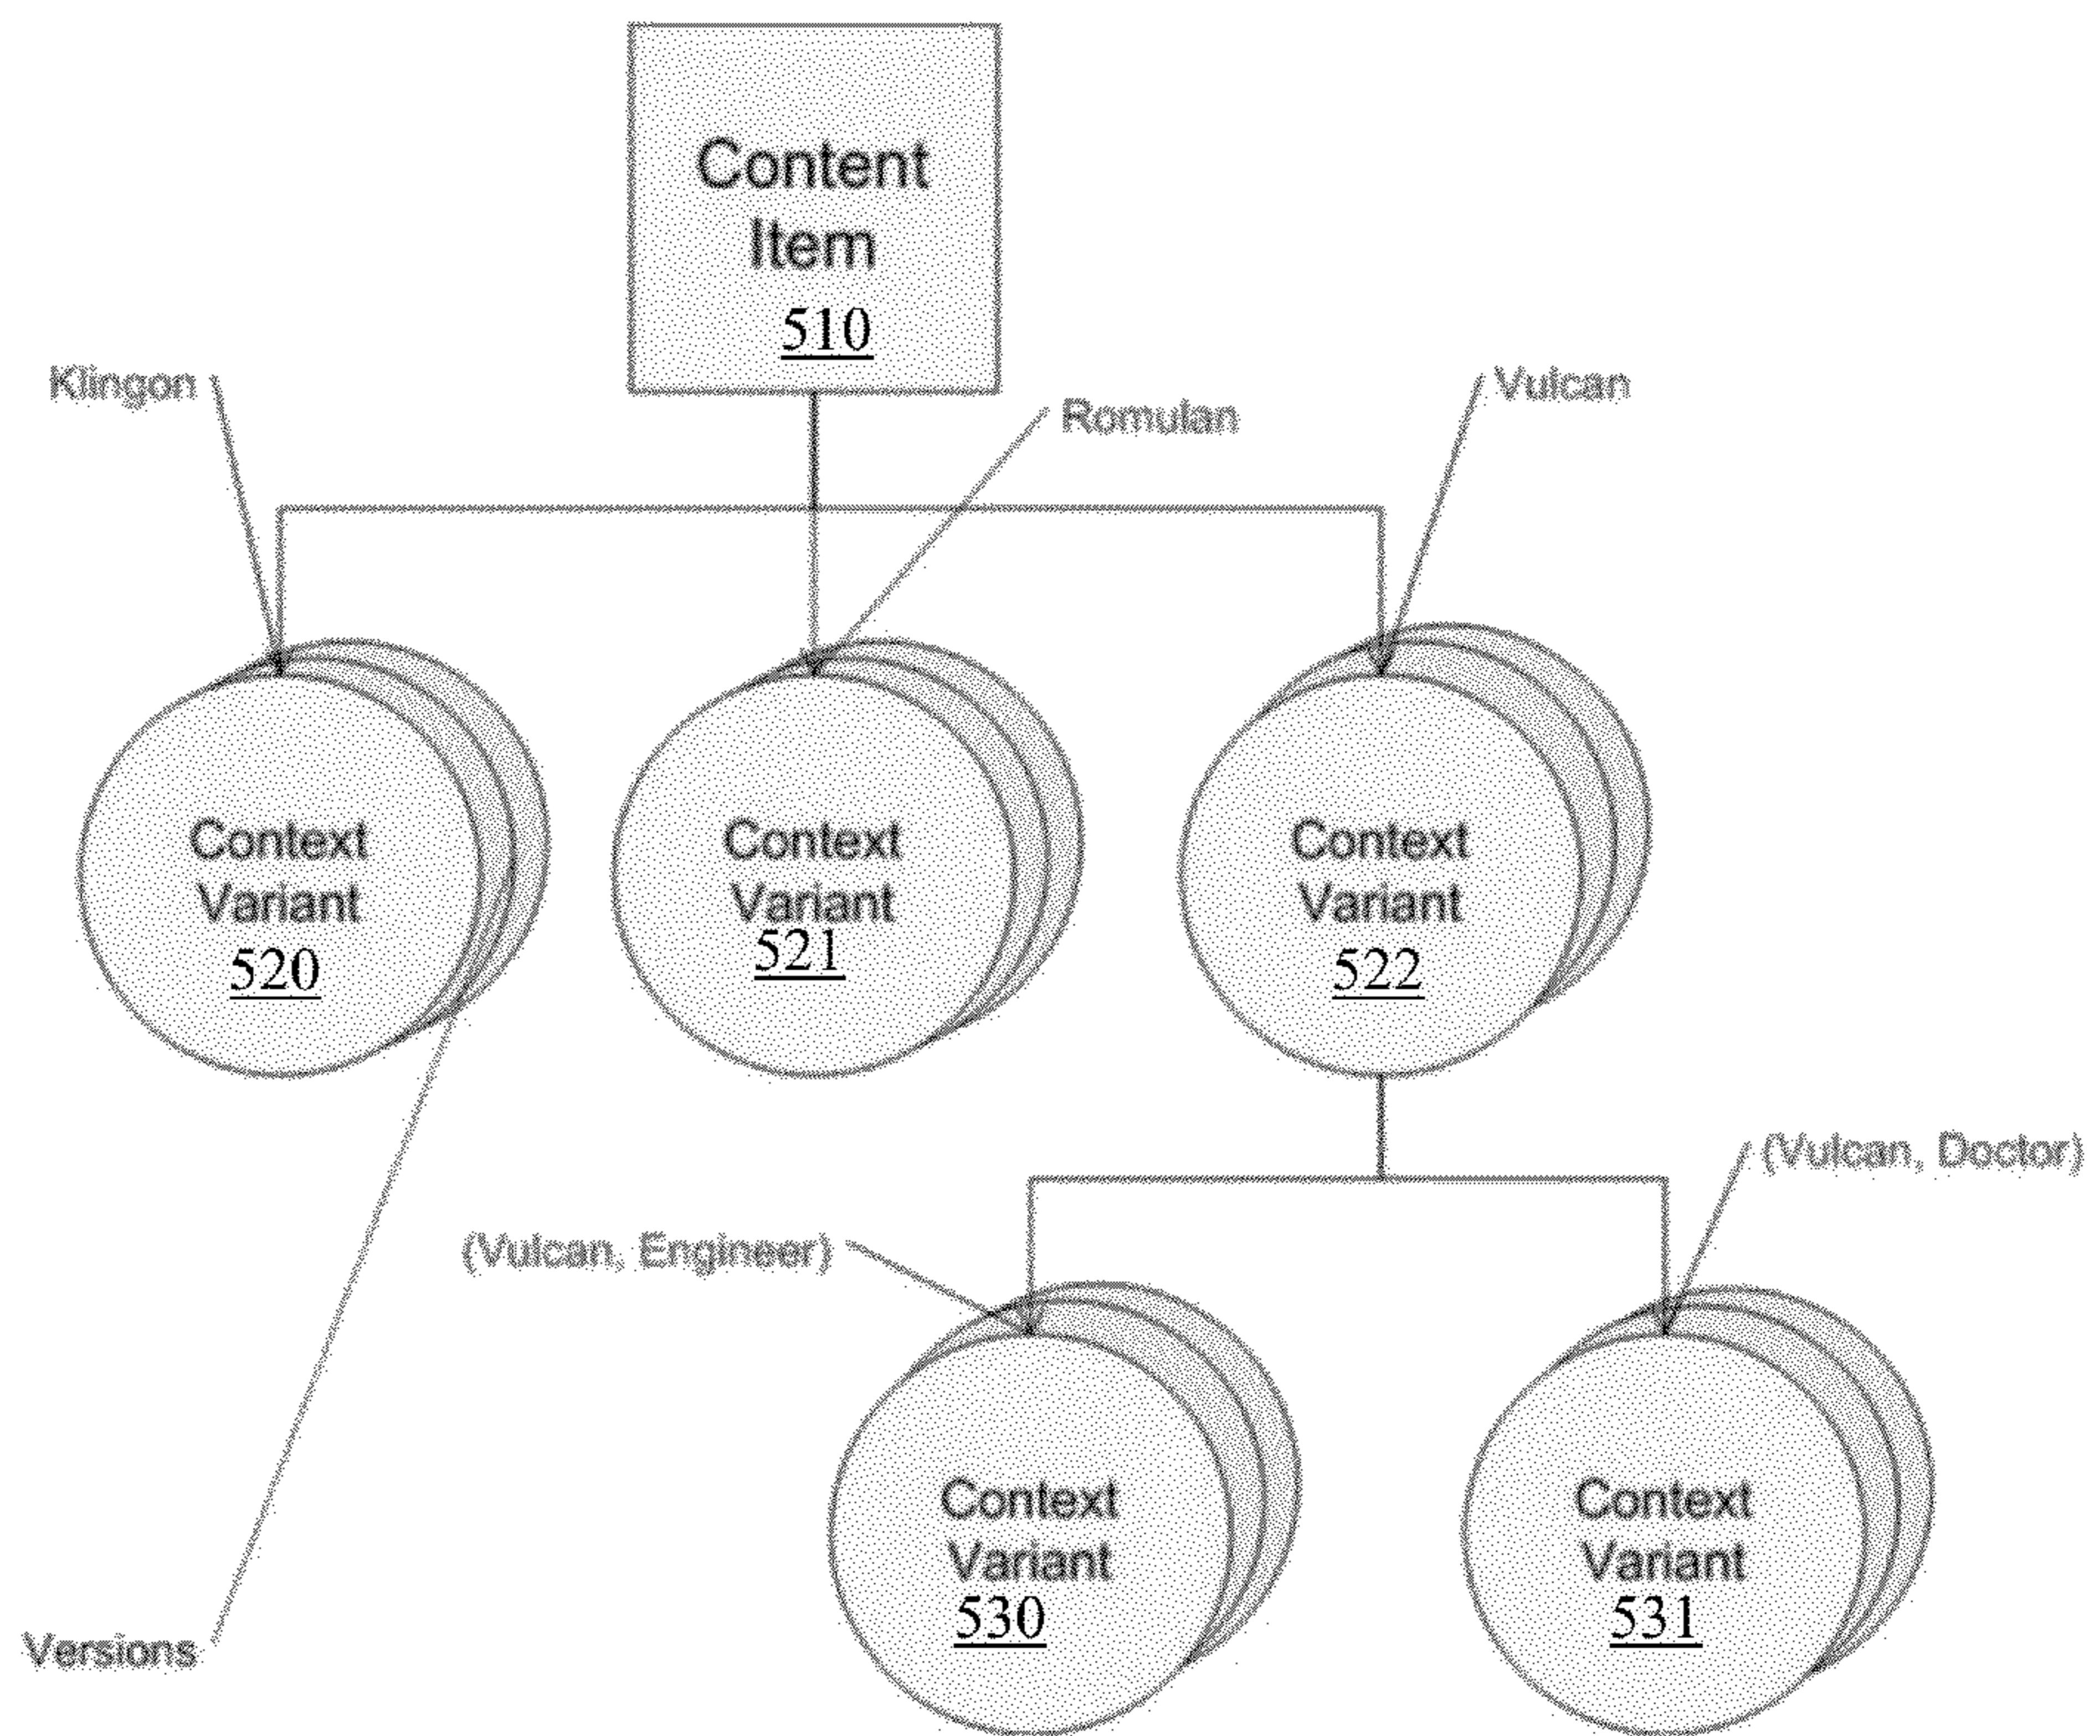 Content
Item
510
Klingon
Romulan
Vulcan
Context
Variant
520
Context
Variant
521
Context
Variant
522
(Vulcan, Doctor)
(Vulcan, Engineer)
Context
Variant
530
Context
Variant
531
Versions